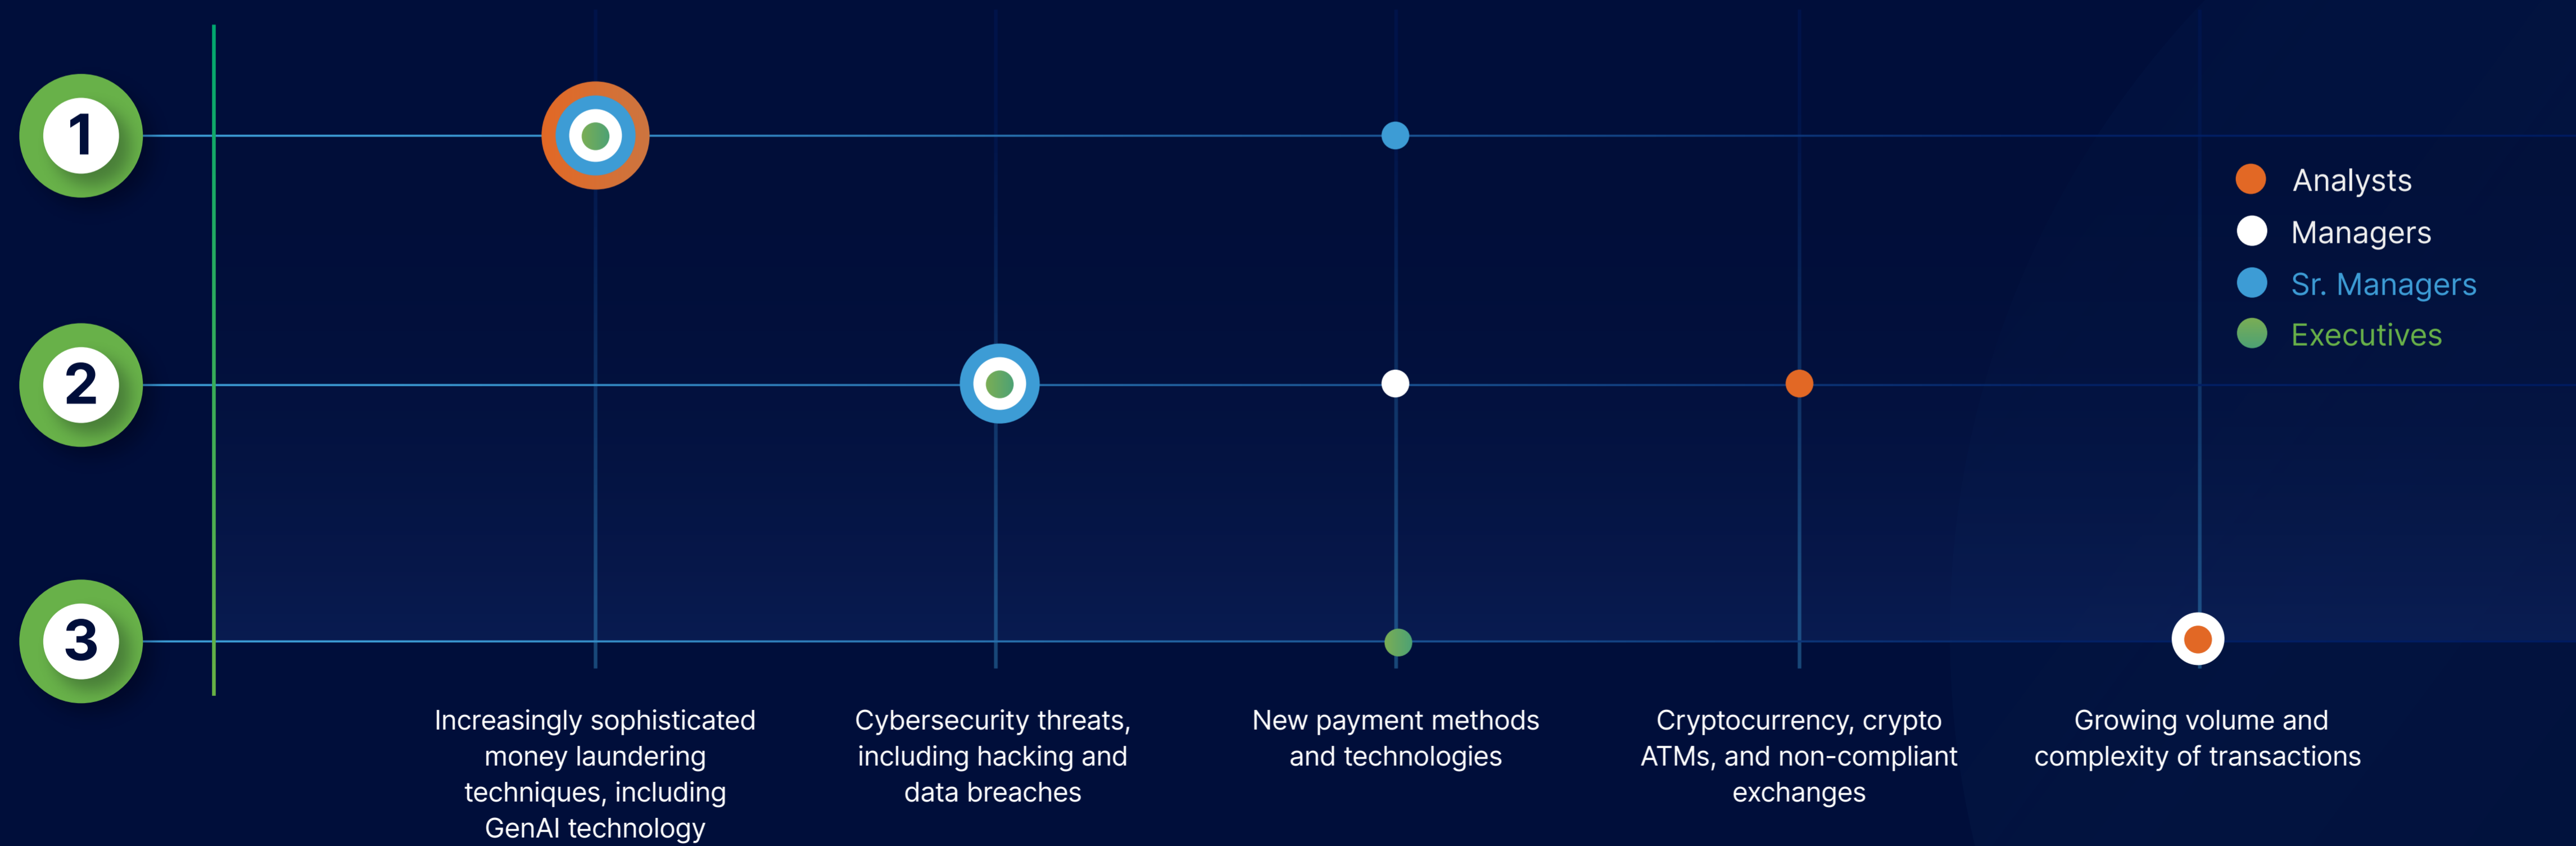 1
2
3
Analysts
Managers
Sr. Managers
Executives
Increasingly sophisticated
money laundering
techniques, including
GenAI technology
Cybersecurity threats,
including hacking and
data breaches
New payment methods
and technologies
Cryptocurrency, crypto
ATMs, and non-compliant
exchanges
Growing volume and
complexity of transactions